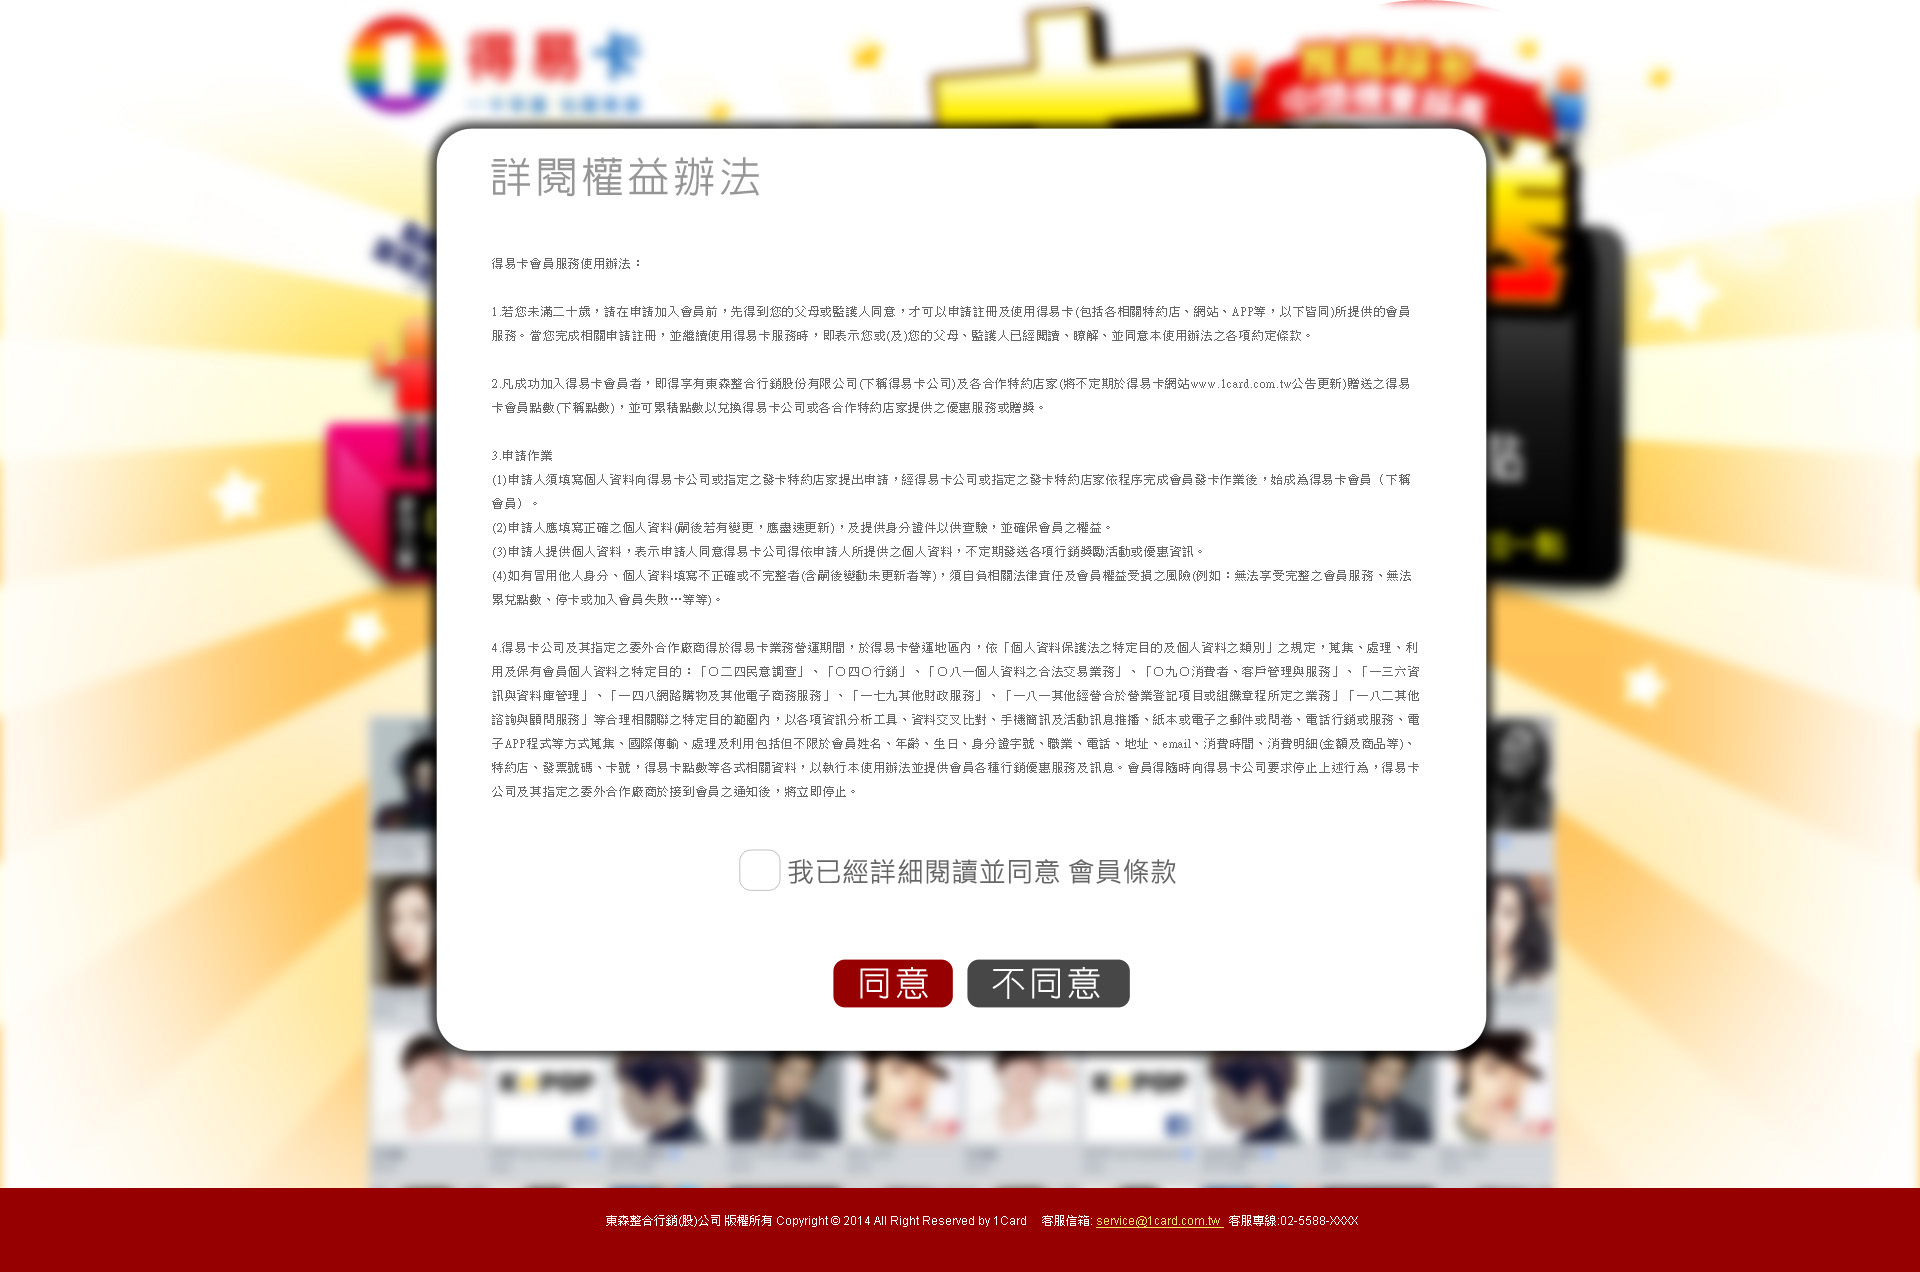 得易卡
詳閱權益辦法
得易卡會員服務使用辦法：
1.若您未滿二十歲，請在申請加入會員前，先得到您的父母或監護人同意，才可以申請註冊及使用得易卡(包括各相關特約店、網站、APP等，以下皆同)所提供的會員
服務。當您完成相關申請註冊，並繼續使用得易卡服務時，即表示您或(及)您的父母、監護人已經閱讀、瞭解、並同意本使用辦法之各項約定條款。
2.凡成功加入得易卡會員者，即得享有東森整合行銷股份有限公司(下稱得易卡公司)及各合作特約店家(將不定期於得易卡網站www.1card.com.tw公告更新)贈送之得易
卡會員點數(下稱點數)，並可累積點數以兌換得易卡公司或各合作特約店家提供之優惠服務或贈獎。
3.申請作業
(1)申請人須填寫個人資料向得易卡公司或指定之發卡特約店家提出申請，經得易卡公司或指定之發卡特約店家依程序完成會員發卡作業後，始成為得易卡會員（下稱
會員）。
(2)申請人應填寫正確之個人資料(嗣後若有變更，應盡速更新)，及提供身分證件以供查驗，並確保會員之權益。
(3)申請人提供個人資料，表示申請人同意得易卡公司得依申請人所提供之個人資料，不定期發送各項行銷獎勵活動或優惠資訊。
(4)如有冒用他人身分、個人資料填寫不正確或不完整者(含嗣後變動未更新者等)，須自負相關法律責任及會員權益受損之風險(例如：無法享受完整之會員服務、無法
累兌點數、停卡或加入會員失敗…等等)。
4.得易卡公司及其指定之委外合作廠商得於得易卡業務營運期間，於得易卡營運地區內，依「個人資料保護法之特定目的及個人資料之類別」之規定，蒐集、處理、利
用及保有會員個人資料之特定目的：「〇二四民意調查」、「〇四〇行銷」、「〇八一個人資料之合法交易業務」、「〇九〇消費者、客戶管理與服務」、「一三六資
訊與資料庫管理」、「一四八網路購物及其他電子商務服務」、「一七九其他財政服務」、「一八一其他經營合於營業登記項目或組織章程所定之業務」「一八二其他
諮詢與顧問服務」等合理相關聯之特定目的範圍內，以各項資訊分析工具、資料交叉比對、手機簡訊及活動訊息推播、紙本或電子之郵件或問卷、電話行銷或服務、電
子APP程式等方式蒐集、國際傳輸、處理及利用包括但不限於會員姓名、年齡、生日、身分證字號、職業、電話、地址、email、消費時間、消費明細(金額及商品等)、
特約店、發票號碼、卡號，得易卡點數等各式相關資料，以執行本使用辦法並提供會員各種行銷優惠服務及訊息。會員得隨時向得易卡公司要求停止上述行為，得易卡
公司及其指定之委外合作廠商於接到會員之通知後，將立即停止。
我已經詳細閱讀並同意 會員條款
同意 不同意
東森整合行銷(股)公司 版權所有 Copyright © 2014 All Right Reserved by 1Card 客服信箱: service@1card.com.tw 客服專線:02-5588-XXXX